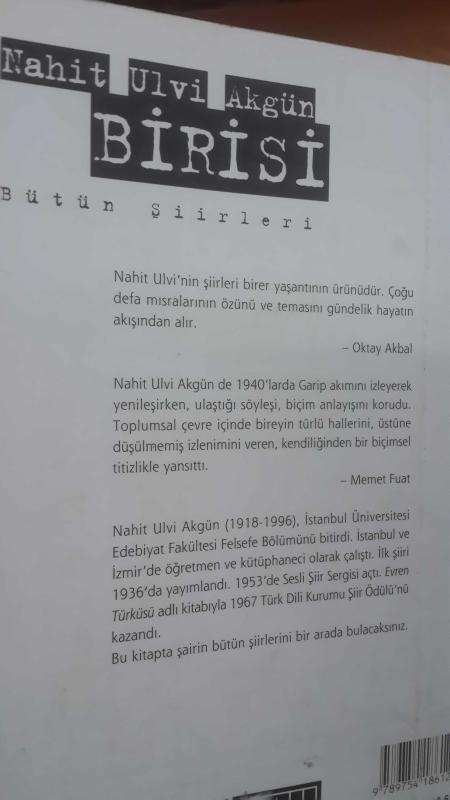 Nahit Ulvi Akgün
BİRİSİ
Bütün Şiirleri
Nahit Ulvi'nin şiirleri birer yaşantının ürünüdür. Çoğu
defa mısralarının özünü ve temasını gündelik hayatın
akışından alır.
– Oktay Akbal
Nahit Ulvi Akgün de 1940'larda Garip akımını izleyerek
yenileşirken, ulaştığı söyleşi, biçim anlayışını korudu.
Toplumsal çevre içinde bireyin türlü hallerini, üstüne
düşülmemiş izlenimini veren, kendiliğinden bir biçimsel
titizlikle yansıttı.
– Memet Fuat
Nahit Ulvi Akgün (1918-1996), İstanbul Üniversitesi
Edebiyat Fakültesi Felsefe Bölümünü bitirdi. İstanbul ve
İzmir'de öğretmen ve kütüphaneci olarak çalıştı. İlk şiiri
1936'da yayımlandı. 1953'de Sesli Şiir Sergisi açtı. Evren
Türküsü adlı kitabıyla 1967 Türk Dili Kurumu Şiir Ödülü'nü
kazandı.
Bu kitapta şairin bütün şiirlerini bir arada bulacaksınız.
9 789754 18612